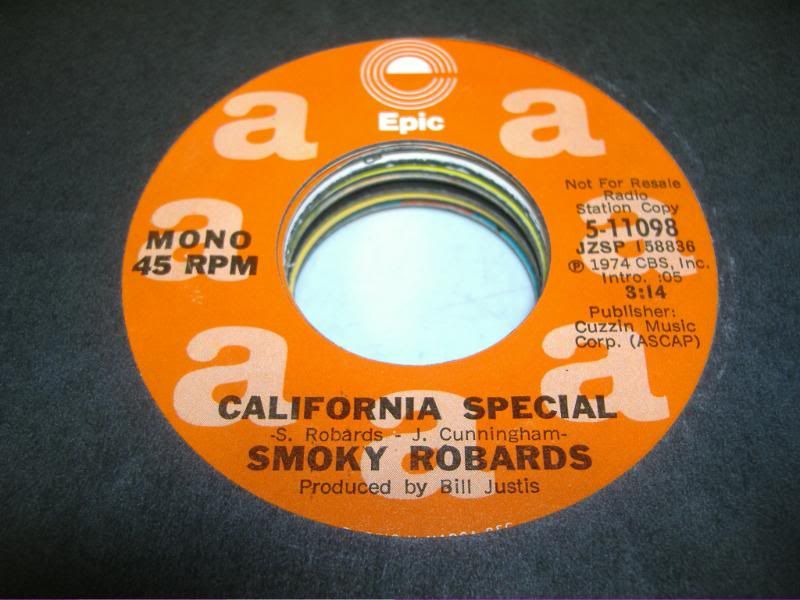 Epic
a a
a a
a a
a
MONO
45 RPM
Not For Resale
Radio
Station Copy
5-11098
JZSP 158836
℗ 1974 CBS, Inc.
Intro. :05
3:14
Publisher:
Cuzzin Music
Corp. (ASCAP)
CALIFORNIA SPECIAL
-S. Robards - J. Cunningham-
SMOKY ROBARDS
Produced by Bill Justis